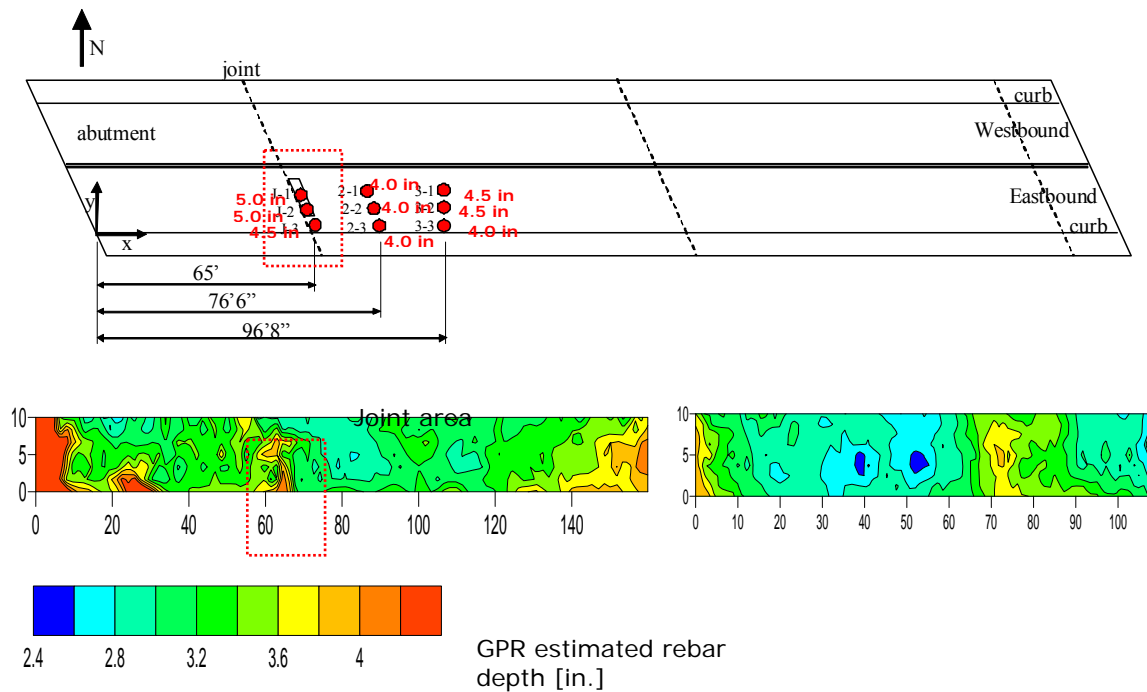 N
joint
curb
abutment
Westbound
1-1
5.0 in
2-1
4.0 in
3-1
4.5 in
Eastbound
y
1-2
5.0 in
2-2
4.0 in
3-2
4.5 in
1-3
4.5 in
2-3
4.0 in
3-3
4.0 in
curb
x
65’
76’6”
96’8”
Joint area
10
5
0
0 20 40 60 80 100 120 140
10
5
0
0 10 20 30 40 50 60 70 80 90 100
2.4 2.8 3.2 3.6 4
GPR estimated rebar
depth [in.]